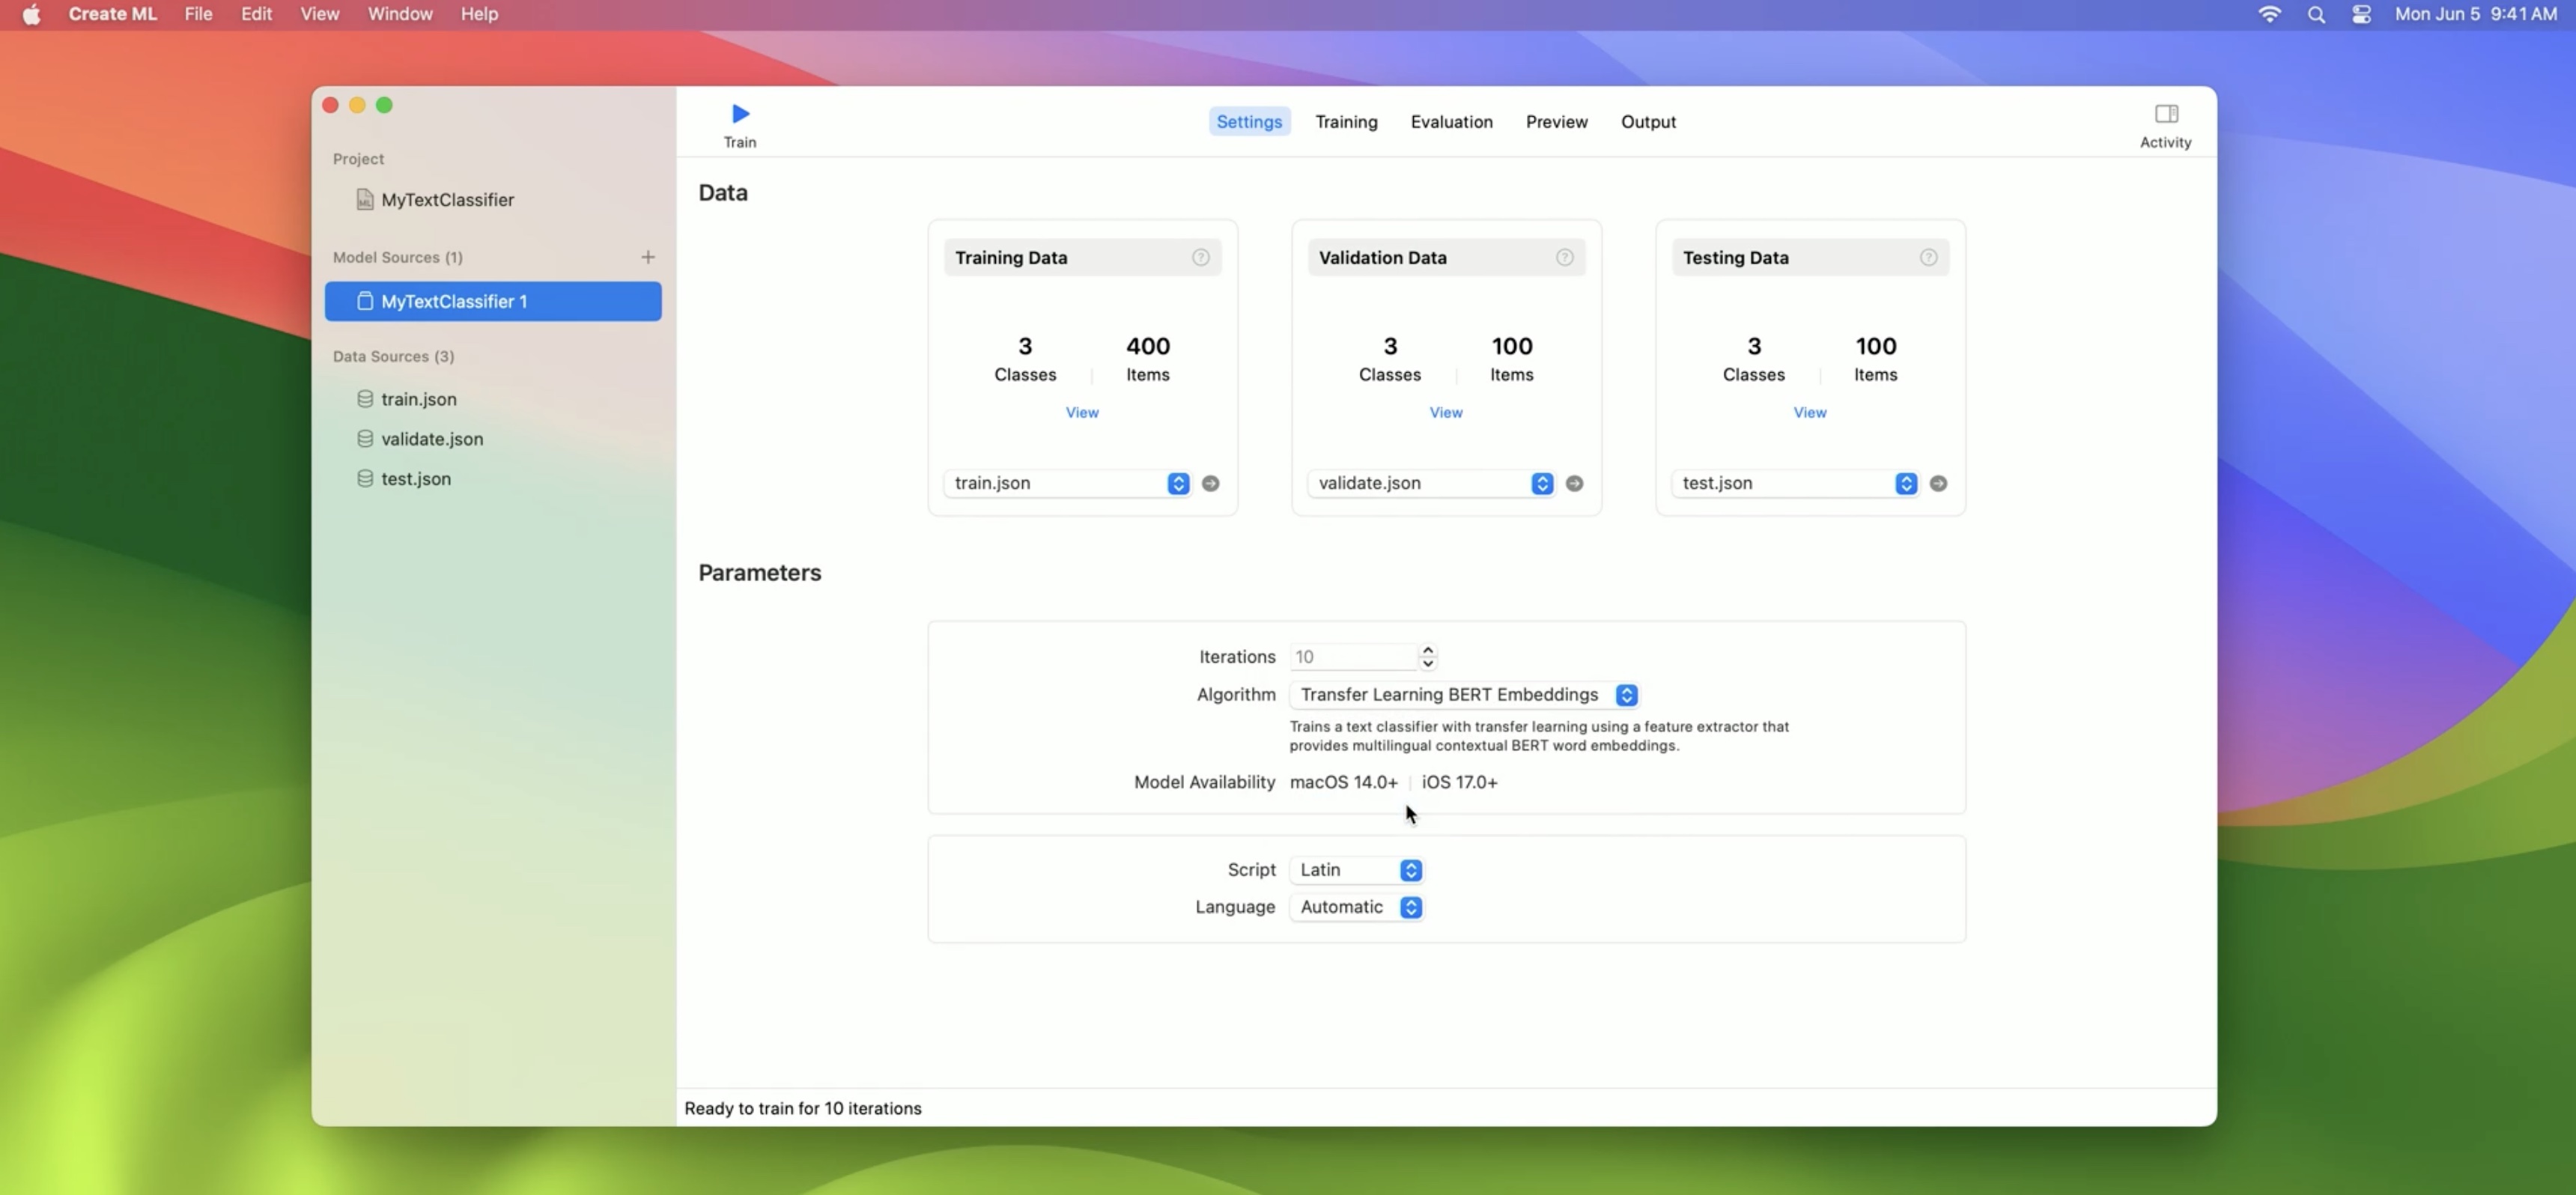 Create ML File Edit View Window Help Mon Jun 5 9:41 AM
Train
Settings Training Evaluation Preview Output
Activity
Project
MyTextClassifier
Model Sources (1) +
MyTextClassifier 1
Data Sources (3)
train.json
validate.json
test.json
Data
Training Data ?
3 400
Classes Items
View
train.json
Validation Data ?
3 100
Classes Items
View
validate.json
Testing Data ?
3 100
Classes Items
View
test.json
Parameters
Iterations 10
Algorithm Transfer Learning BERT Embeddings
Trains a text classifier with transfer learning using a feature extractor that
provides multilingual contextual BERT word embeddings.
Model Availability macOS 14.0+ | iOS 17.0+
Script Latin
Language Automatic
Ready to train for 10 iterations